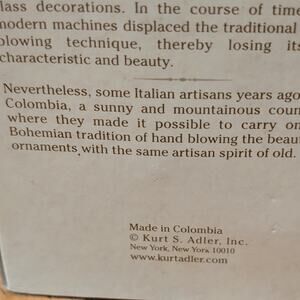 glass decorations. In the course of time
modern machines displaced the traditional
blowing technique, thereby losing its
characteristic and beauty.
Nevertheless, some Italian artisans years ago
Colombia, a sunny and mountainous coun
where they made it possible to carry on
Bohemian tradition of hand blowing the beau
ornaments with the same artisan spirit of old.
Made in Colombia
© Kurt S. Adler, Inc.
New York, New York 10010
www.kurtadler.com